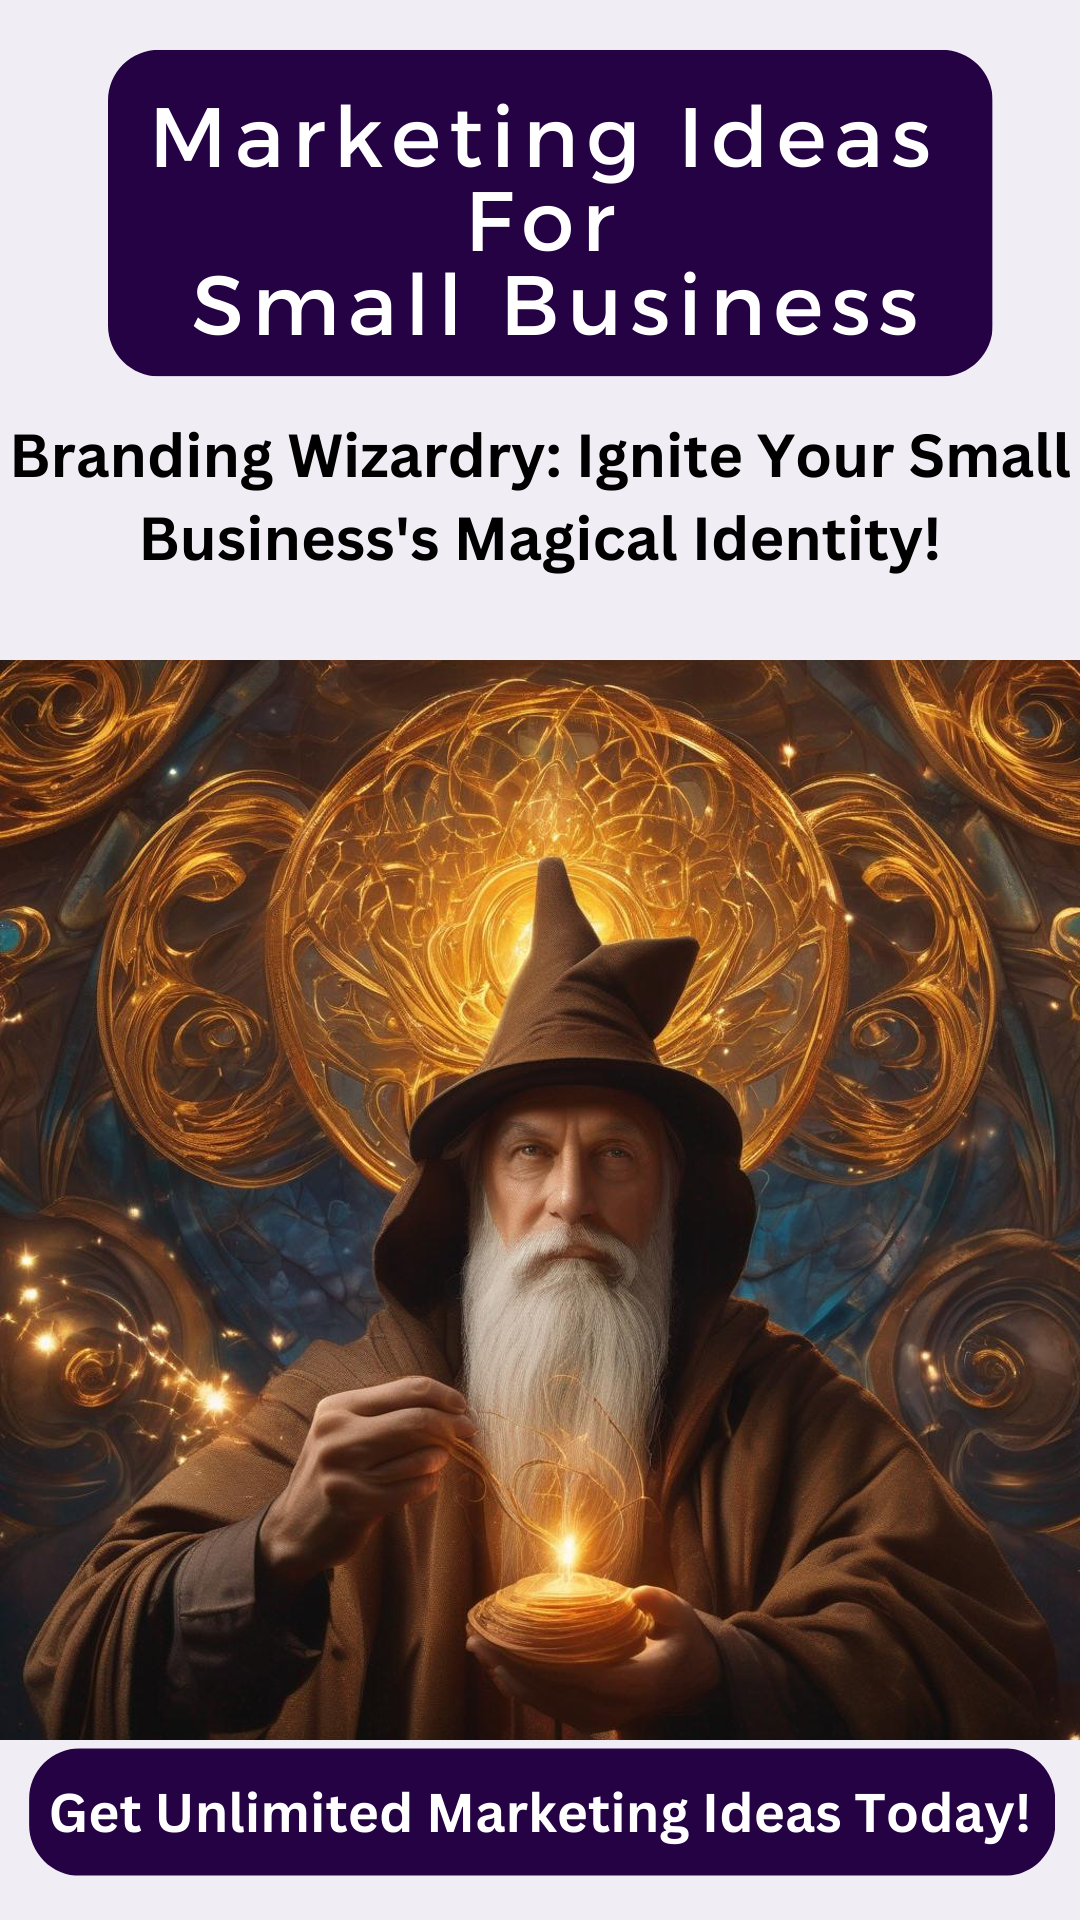 Marketing Ideas
For
Small Business
Branding Wizardry: Ignite Your Small
Business's Magical Identity!
Get Unlimited Marketing Ideas Today!